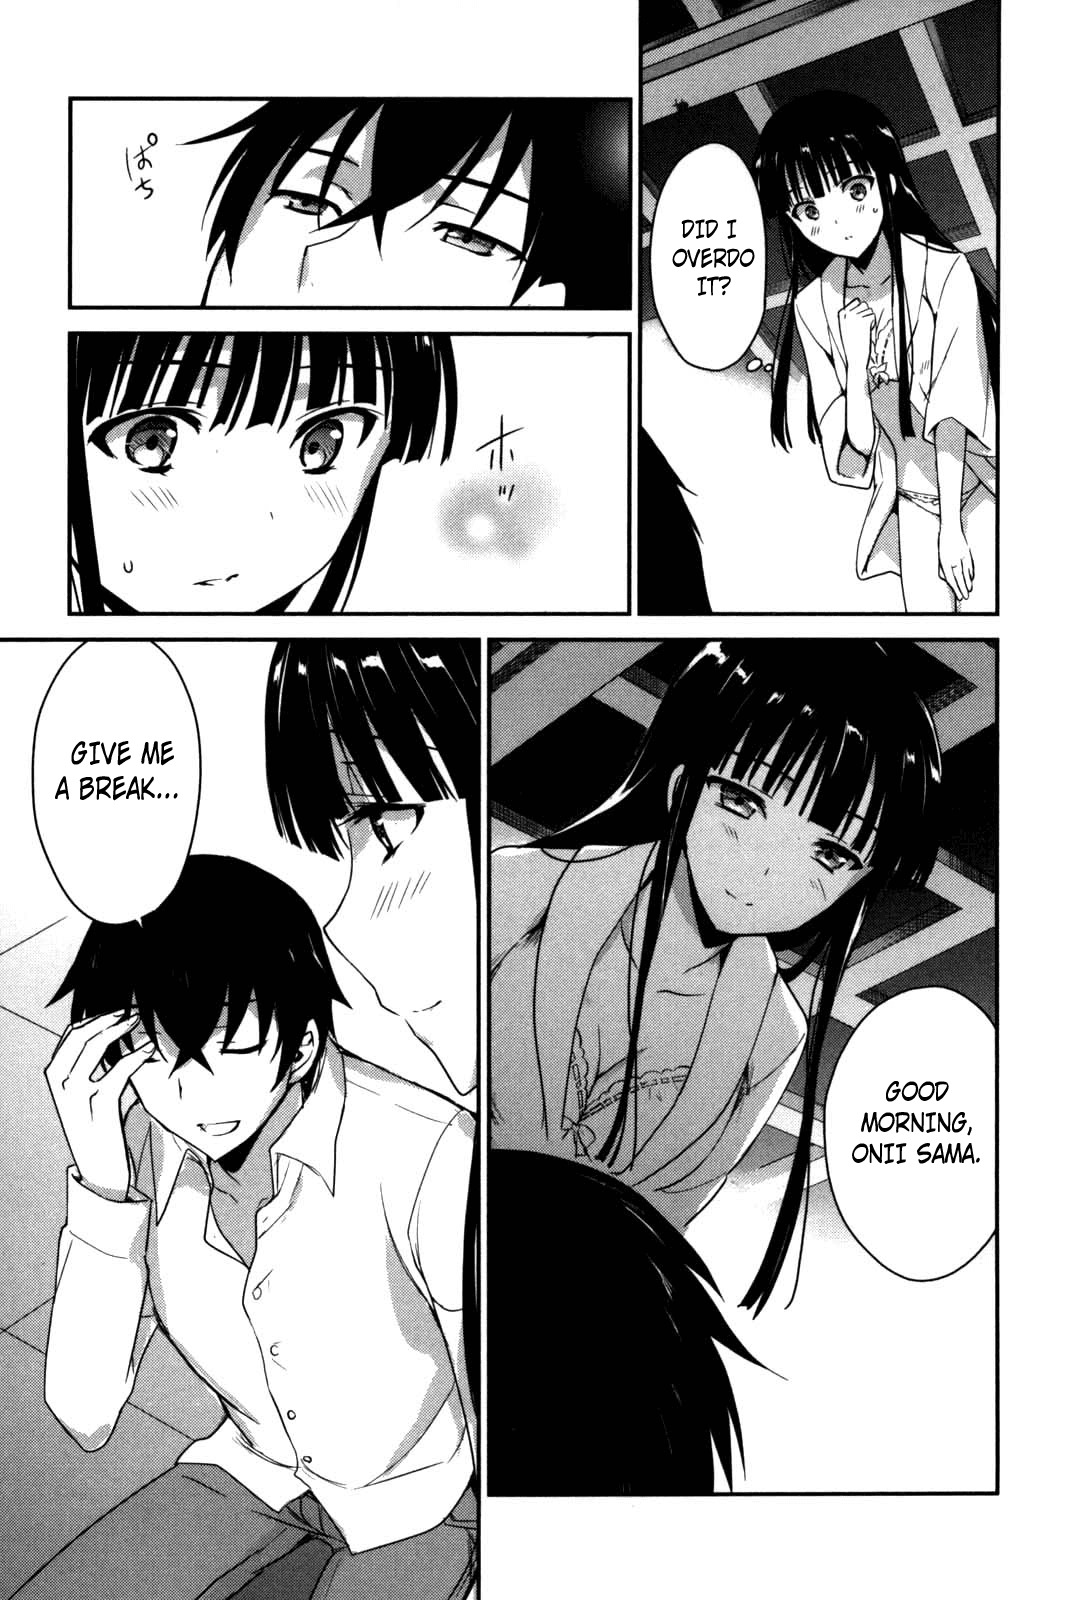 DID I
OVERDO
IT?
ぱち
ホッ
GOOD
MORNING,
ONII SAMA.
GIVE ME
A BREAK...